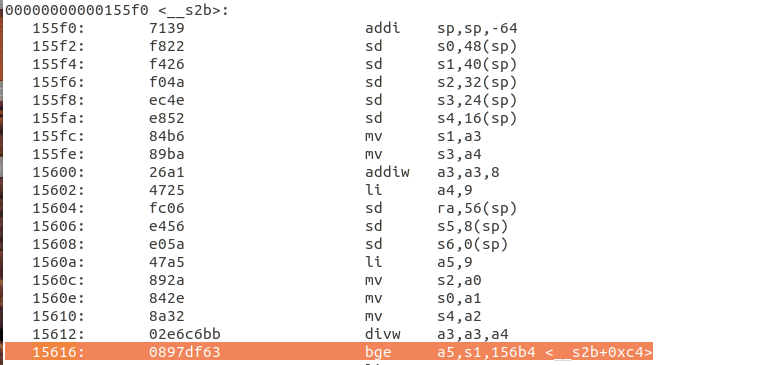 00000000000155f0 <__s2b>:
155f0: 7139 addi sp,sp,-64
155f2: f822 sd s0,48(sp)
155f4: f426 sd s1,40(sp)
155f6: f04a sd s2,32(sp)
155f8: ec4e sd s3,24(sp)
155fa: e852 sd s4,16(sp)
155fc: 84b6 mv s1,a3
155fe: 89ba mv s3,a4
15600: 26a1 addiw a3,a3,8
15602: 4725 li a4,9
15604: fc06 sd ra,56(sp)
15606: e456 sd s5,8(sp)
15608: e05a sd s6,0(sp)
1560a: 47a5 li a5,9
1560c: 892a mv s2,a0
1560e: 842e mv s0,a1
15610: 8a32 mv s4,a2
15612: 02e6c6bb divw a3,a3,a4
15616: 0897df63 bge a5,s1,156b4 <__s2b+0xc4>